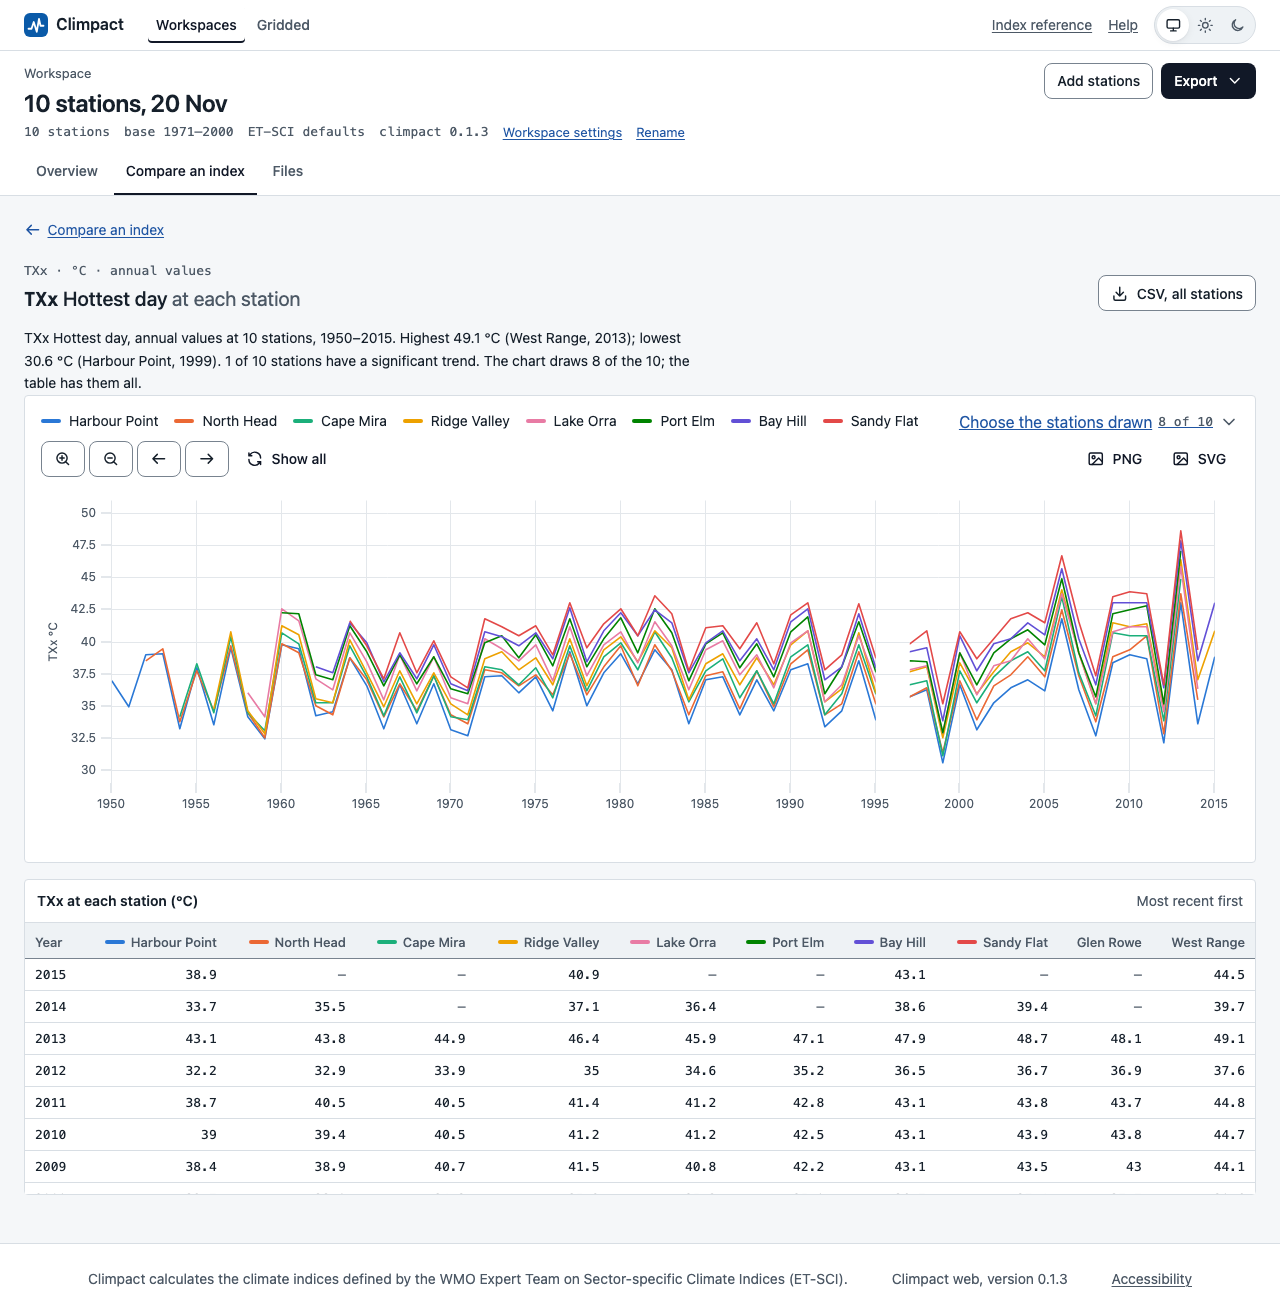 Climpact Workspaces Gridded Index reference Help
Workspace
10 stations, 20 Nov
Add stations Export
10 stations base 1971–2000 ET-SCI defaults climpact 0.1.3 Workspace settings Rename
Overview Compare an index Files
Compare an index
TXx · °C · annual values
TXx Hottest day at each station
CSV, all stations
TXx Hottest day, annual values at 10 stations, 1950–2015. Highest 49.1 °C (West Range, 2013); lowest
30.6 °C (Harbour Point, 1999). 1 of 10 stations have a significant trend. The chart draws 8 of the 10; the
table has them all.
Harbour Point North Head Cape Mira Ridge Valley Lake Orra Port Elm Bay Hill Sandy Flat Choose the stations drawn 8 of 10
Show all PNG SVG
50
47.5
45
42.5
40
37.5
35
32.5
30
TXx °C
1950 1955 1960 1965 1970 1975 1980 1985 1990 1995 2000 2005 2010 2015
TXx at each station (°C) Most recent first
Year Harbour Point North Head Cape Mira Ridge Valley Lake Orra Port Elm Bay Hill Sandy Flat Glen Rowe West Range
2015 38.9 – – 40.9 – – 43.1 – – 44.5
2014 33.7 35.5 – 37.1 36.4 – 38.6 39.4 – 39.7
2013 43.1 43.8 44.9 46.4 45.9 47.1 47.9 48.7 48.1 49.1
2012 32.2 32.9 33.9 35 34.6 35.2 36.5 36.7 36.9 37.6
2011 38.7 40.5 40.5 41.4 41.2 42.8 43.1 43.8 43.7 44.8
2010 39 39.4 40.5 41.2 41.2 42.5 43.1 43.9 43.8 44.7
2009 38.4 38.9 40.7 41.5 40.8 42.2 43.1 43.5 43 44.1
Climpact calculates the climate indices defined by the WMO Expert Team on Sector-specific Climate Indices (ET-SCI). Climpact web, version 0.1.3 Accessibility